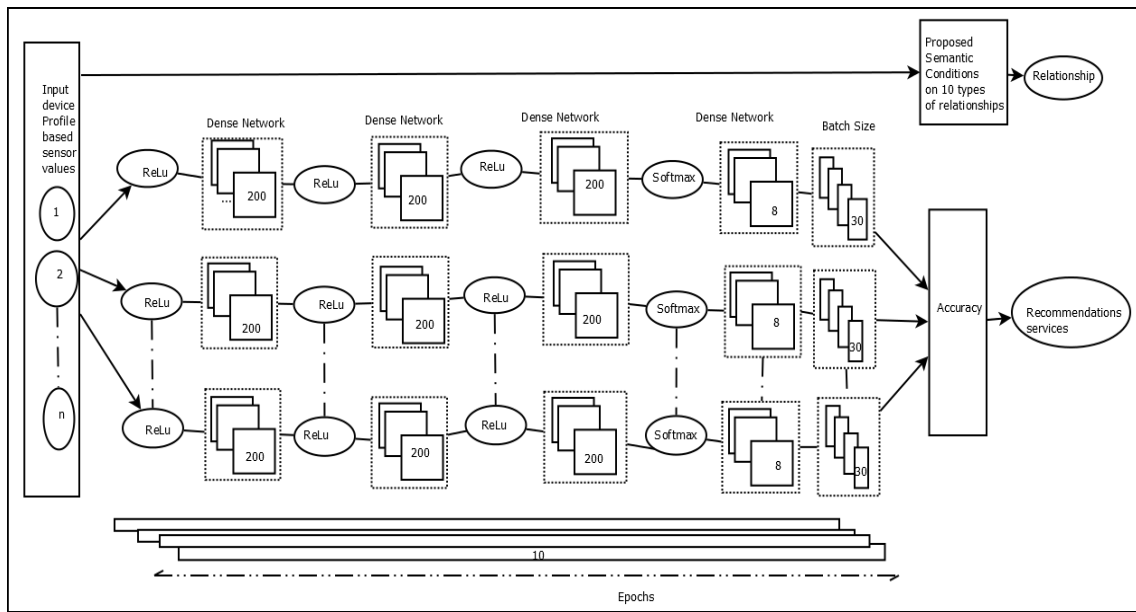 Input
device
Profile
based
sensor
values
1
2
n
Proposed
Semantic
Conditions
on 10 types
of relationships
Relationship
Dense Network
Dense Network
Dense Network
Dense Network
Batch Size
ReLu
...
200
ReLu
200
ReLu
200
Softmax
8
30
ReLu
200
ReLu
200
ReLu
200
Softmax
8
30
ReLu
200
ReLu
200
ReLu
200
Softmax
8
30
Accuracy
Recommendations
services
10
Epochs